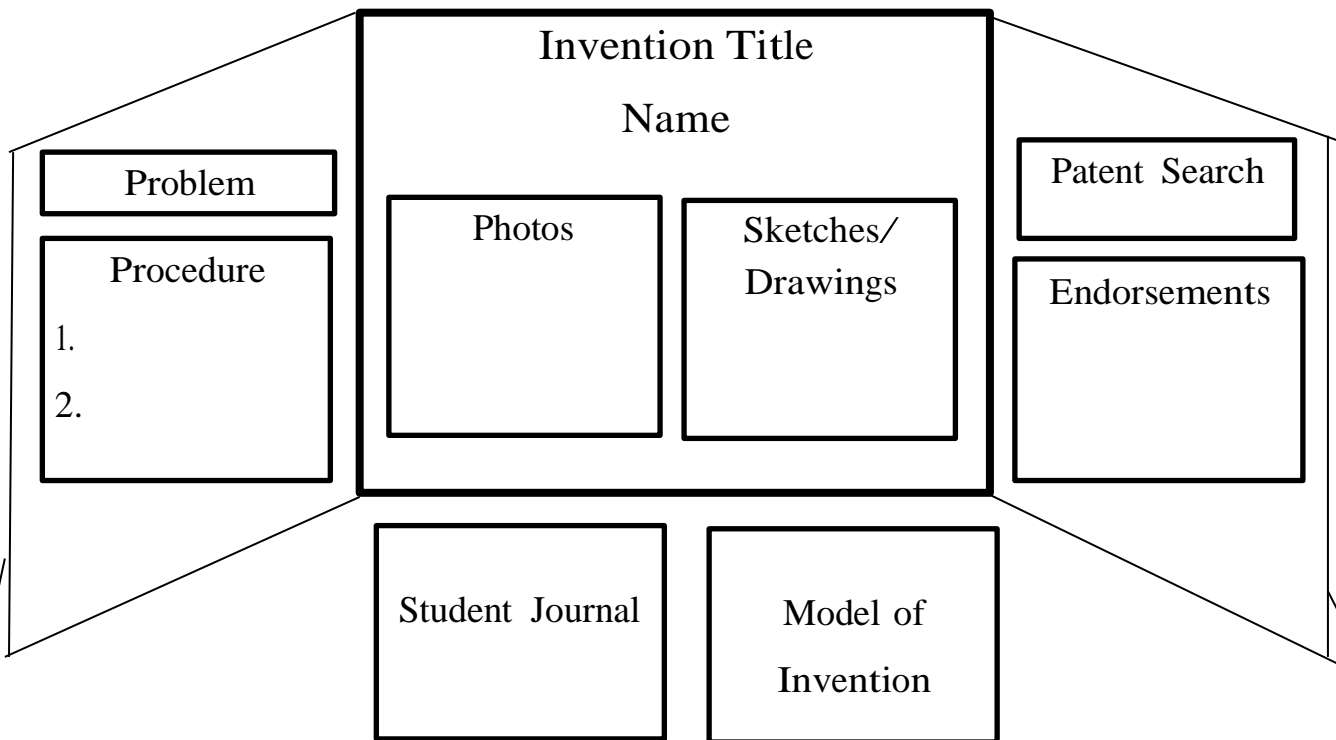 Invention Title
Name
Problem
Procedure
1.
2.
Photos
Sketches/
Drawings
Patent Search
Endorsements
Student Journal
Model of
Invention